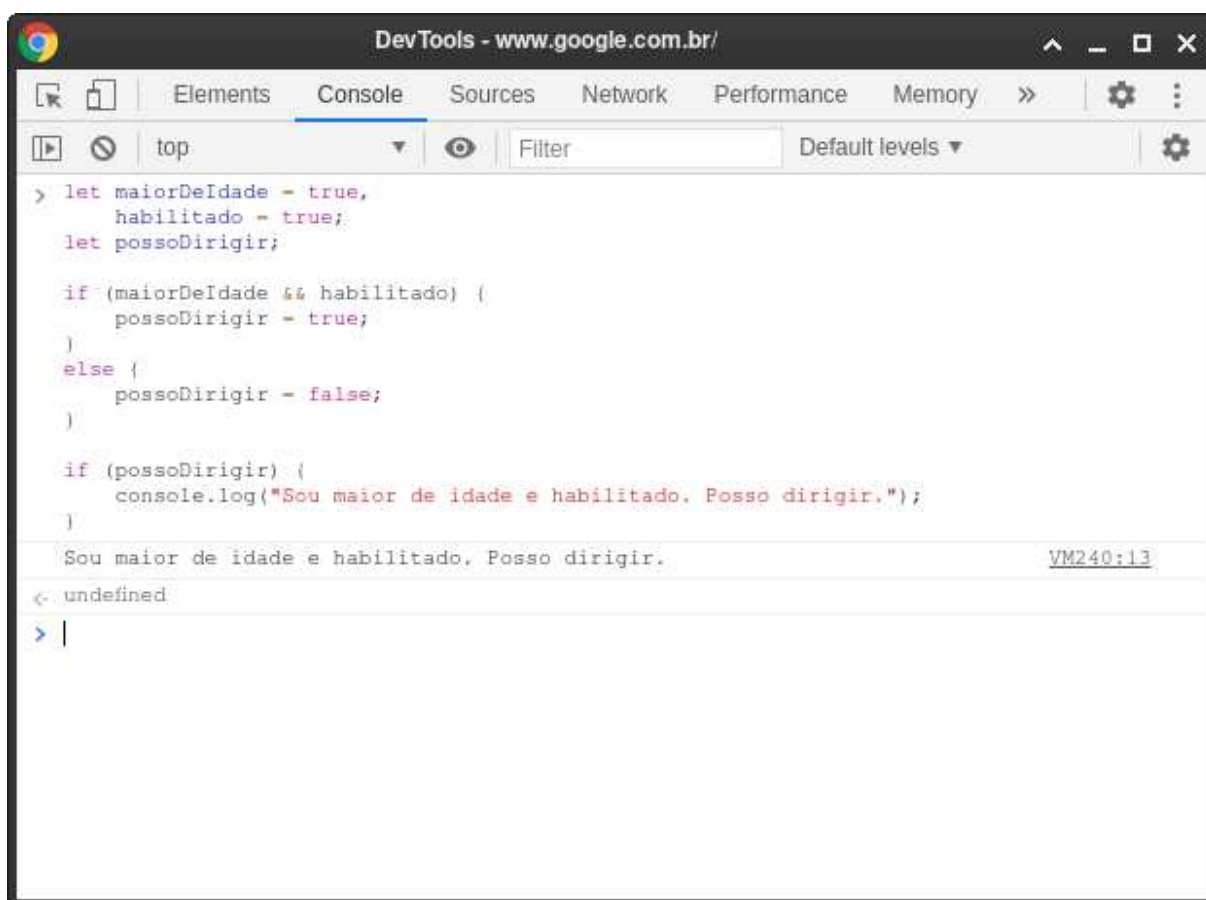 DevTools - www.google.com.br/
Elements Console Sources Network Performance Memory »
top ▼ Filter Default levels ▼
> let maiorDeIdade = true,
habilitado = true;
let possoDirigir;
if (maiorDeIdade && habilitado) {
possoDirigir = true;
}
else {
possoDirigir = false;
}
if (possoDirigir) {
console.log("Sou maior de idade e habilitado. Posso dirigir.");
}
Sou maior de idade e habilitado. Posso dirigir. VM240:13
undefined
>